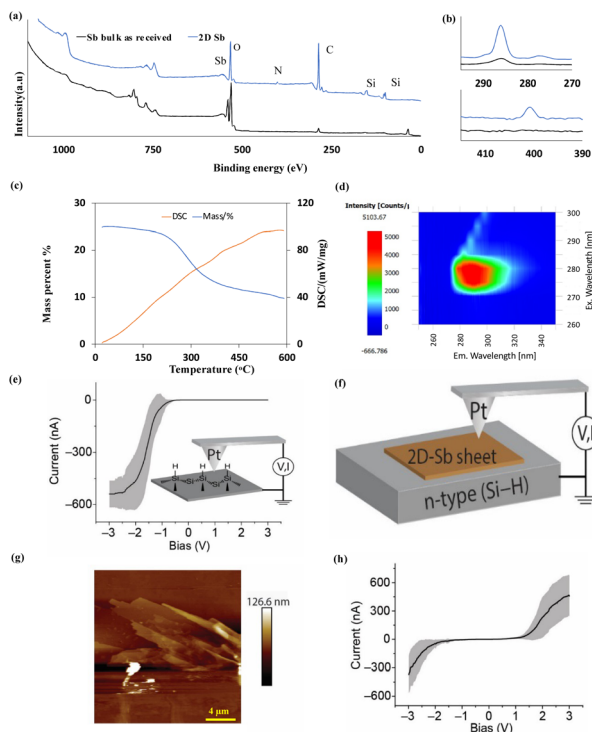 (a)
Sb bulk as received
2D Sb
Sb
O
N
C
Si
Si
Intensity(a.u)
1000
750
500
250
0
Binding energy (eV)
(b)
290
280
270
410
400
390
(c)
DSC
Mass/%
30
20
10
0
Mass percent %
100
80
60
40
20
0
DSC/(mW/mg)
0
150
300
450
600
Temperature (°C)
(d)
5103.67
5000
4000
3000
2000
1000
0
-666.786
300
290
280
270
260
Ex. Wavelength [nm]
260
280
300
320
340
Em. Wavelength [nm]
(e)
0
-300
-600
Current (nA)
-3 -2 -1 0 1 2 3
Bias (V)
Pt
V,I
H H H
Si Si Si Si Si
(f)
Pt
V,I
2D-Sb sheet
n-type (Si–H)
(g)
126.6 nm
4 µm
(h)
600
300
0
-300
-600
Current (nA)
-3 -2 -1 0 1 2 3
Bias (V)